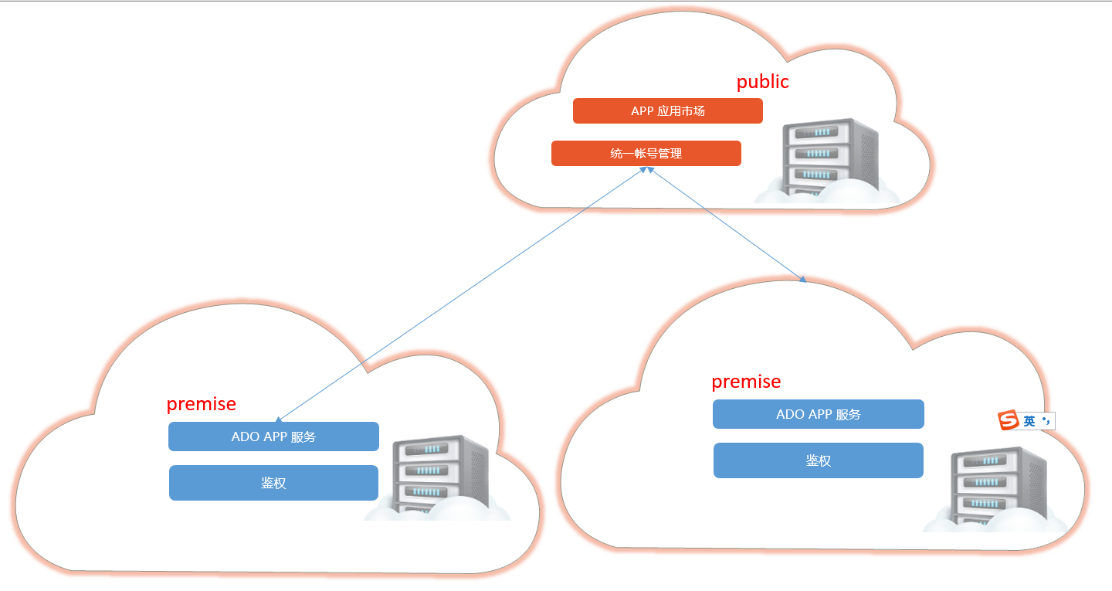 public
APP 应用市场
统一帐号管理
premise
ADO APP 服务
鉴权
premise
ADO APP 服务
鉴权
S 英